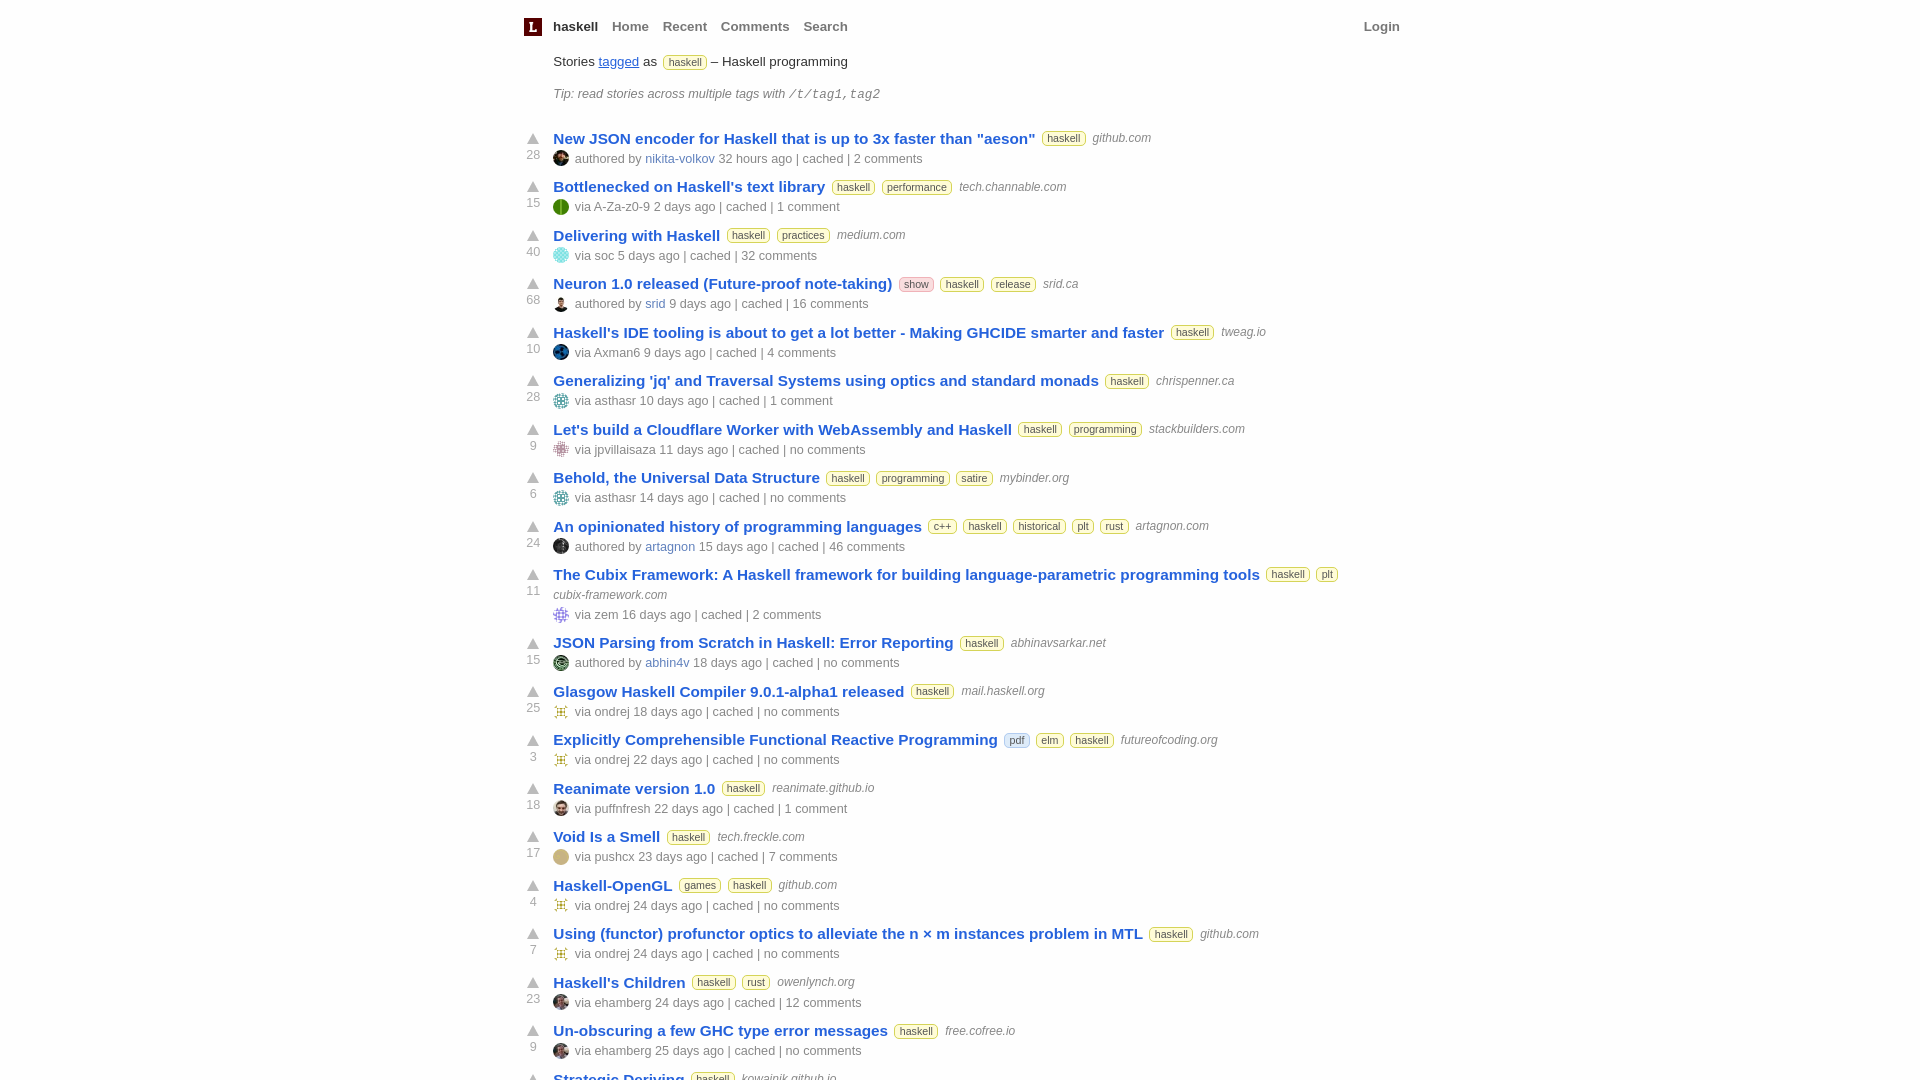 L haskell Home Recent Comments Search Login
Stories tagged as haskell – Haskell programming
Tip: read stories across multiple tags with /t/tag1,tag2
New JSON encoder for Haskell that is up to 3x faster than "aeson" haskell github.com
28 authored by nikita-volkov 32 hours ago | cached | 2 comments
Bottlenecked on Haskell's text library haskell performance tech.channable.com
15 via A-Za-z0-9 2 days ago | cached | 1 comment
Delivering with Haskell haskell practices medium.com
40 via soc 5 days ago | cached | 32 comments
Neuron 1.0 released (Future-proof note-taking) show haskell release srid.ca
68 authored by srid 9 days ago | cached | 16 comments
Haskell's IDE tooling is about to get a lot better - Making GHCIDE smarter and faster haskell tweag.io
10 via Axman6 9 days ago | cached | 4 comments
Generalizing 'jq' and Traversal Systems using optics and standard monads haskell chrispenner.ca
28 via asthasr 10 days ago | cached | 1 comment
Let's build a Cloudflare Worker with WebAssembly and Haskell haskell programming stackbuilders.com
9 via jpvillaisaza 11 days ago | cached | no comments
Behold, the Universal Data Structure haskell programming satire mybinder.org
6 via asthasr 14 days ago | cached | no comments
An opinionated history of programming languages c++ haskell historical plt rust artagnon.com
24 authored by artagnon 15 days ago | cached | 46 comments
The Cubix Framework: A Haskell framework for building language-parametric programming tools haskell plt
11 cubix-framework.com
via zem 16 days ago | cached | 2 comments
JSON Parsing from Scratch in Haskell: Error Reporting haskell abhinavsarkar.net
15 authored by abhin4v 18 days ago | cached | no comments
Glasgow Haskell Compiler 9.0.1-alpha1 released haskell mail.haskell.org
25 via ondrej 18 days ago | cached | no comments
Explicitly Comprehensible Functional Reactive Programming pdf elm haskell futureofcoding.org
3 via ondrej 22 days ago | cached | no comments
Reanimate version 1.0 haskell reanimate.github.io
18 via puffnfresh 22 days ago | cached | 1 comment
Void Is a Smell haskell tech.freckle.com
17 via pushcx 23 days ago | cached | 7 comments
Haskell-OpenGL games haskell github.com
4 via ondrej 24 days ago | cached | no comments
Using (functor) profunctor optics to alleviate the n × m instances problem in MTL haskell github.com
7 via ondrej 24 days ago | cached | no comments
Haskell's Children haskell rust owenlynch.org
23 via ehamberg 24 days ago | cached | 12 comments
Un-obscuring a few GHC type error messages haskell free.cofree.io
9 via ehamberg 25 days ago | cached | no comments
Strategic Deriving haskell kowainik.github.io